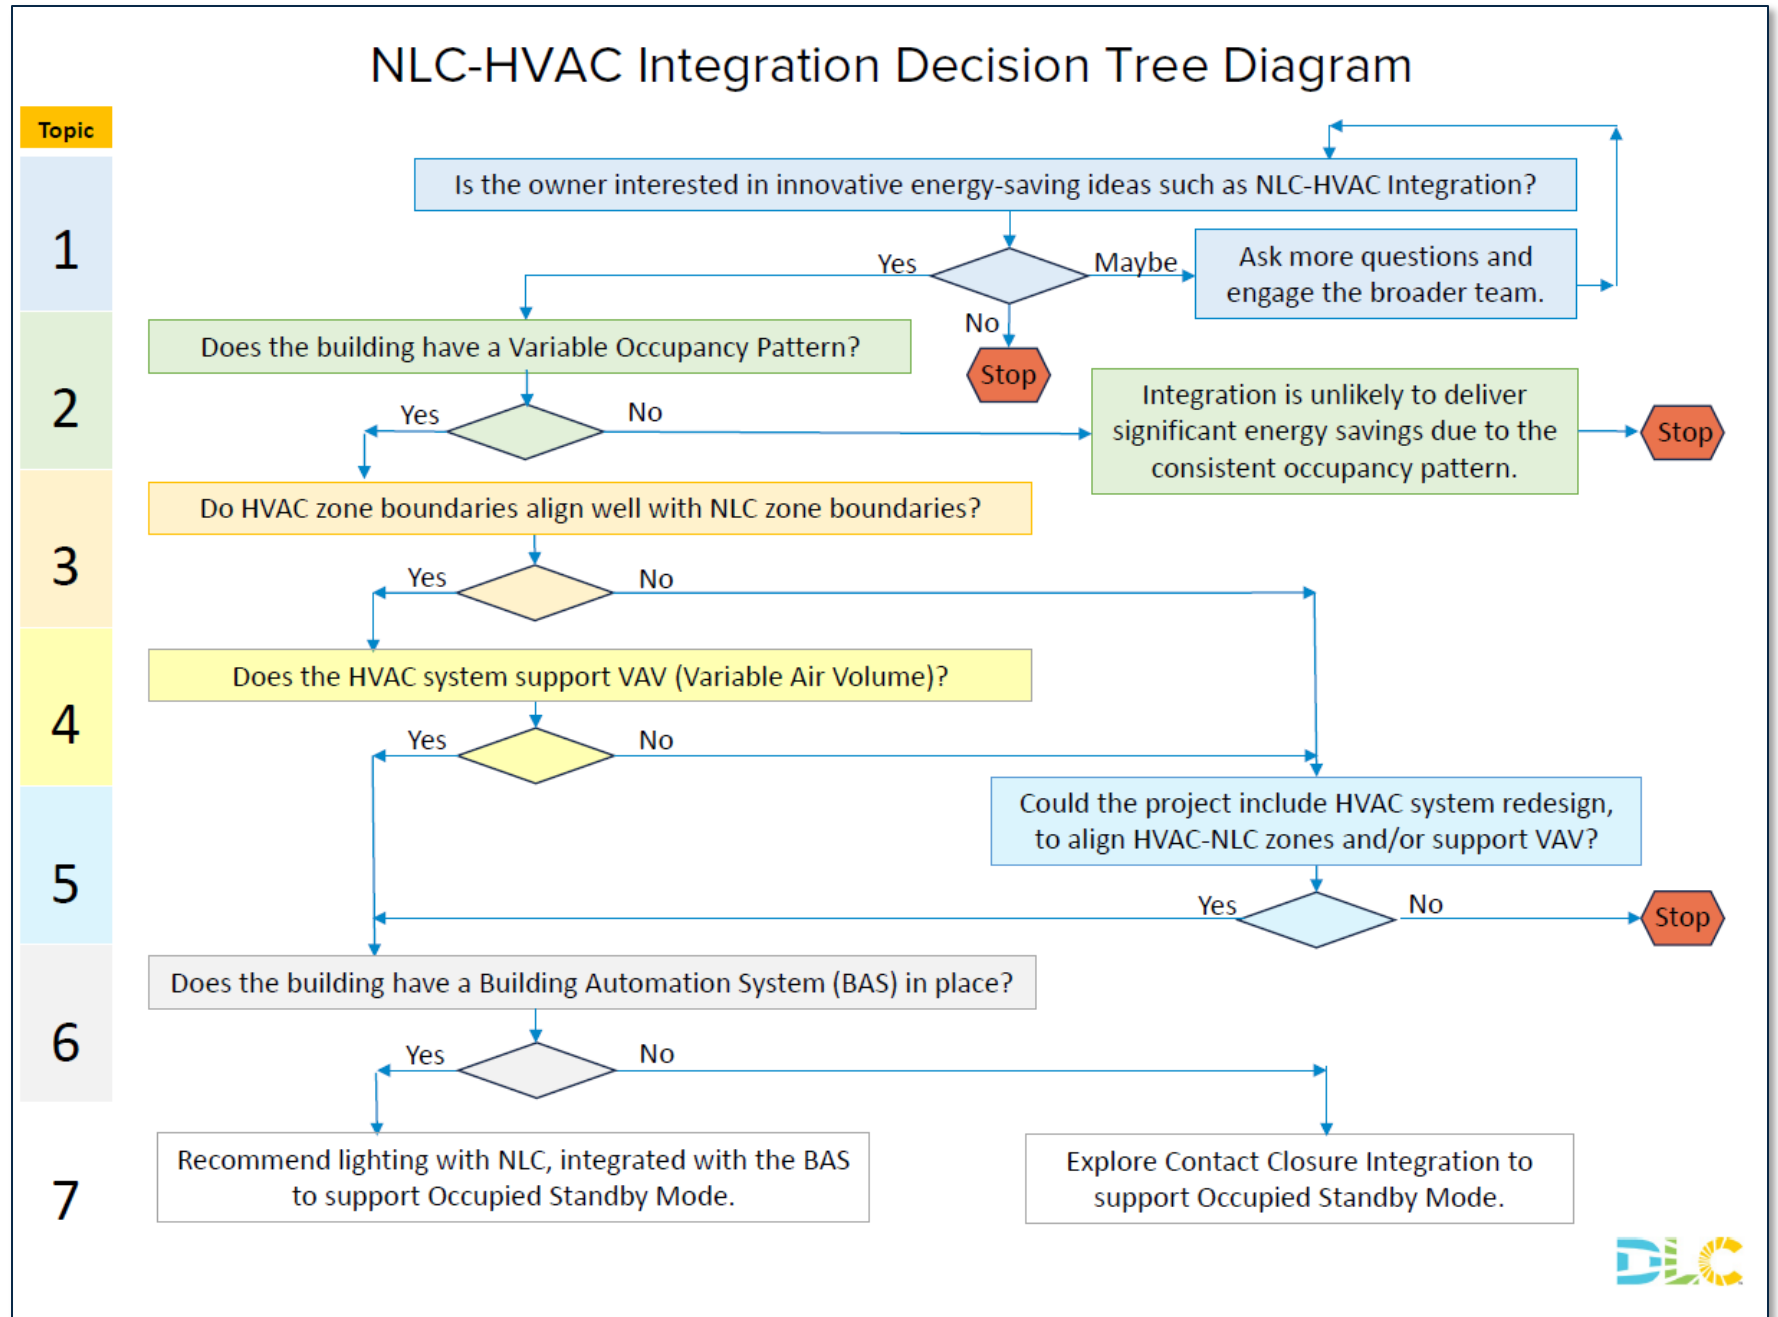 NLC-HVAC Integration Decision Tree Diagram
Topic
1
Is the owner interested in innovative energy-saving ideas such as NLC-HVAC Integration?
Yes
Maybe
No
Ask more questions and
engage the broader team.
Stop
2
Does the building have a Variable Occupancy Pattern?
Yes
No
Integration is unlikely to deliver
significant energy savings due to the
consistent occupancy pattern.
Stop
3
Do HVAC zone boundaries align well with NLC zone boundaries?
Yes
No
4
Does the HVAC system support VAV (Variable Air Volume)?
Yes
No
5
Could the project include HVAC system redesign,
to align HVAC-NLC zones and/or support VAV?
Yes
No
Stop
6
Does the building have a Building Automation System (BAS) in place?
Yes
No
7
Recommend lighting with NLC, integrated with the BAS
to support Occupied Standby Mode.
Explore Contact Closure Integration to
support Occupied Standby Mode.
DLC